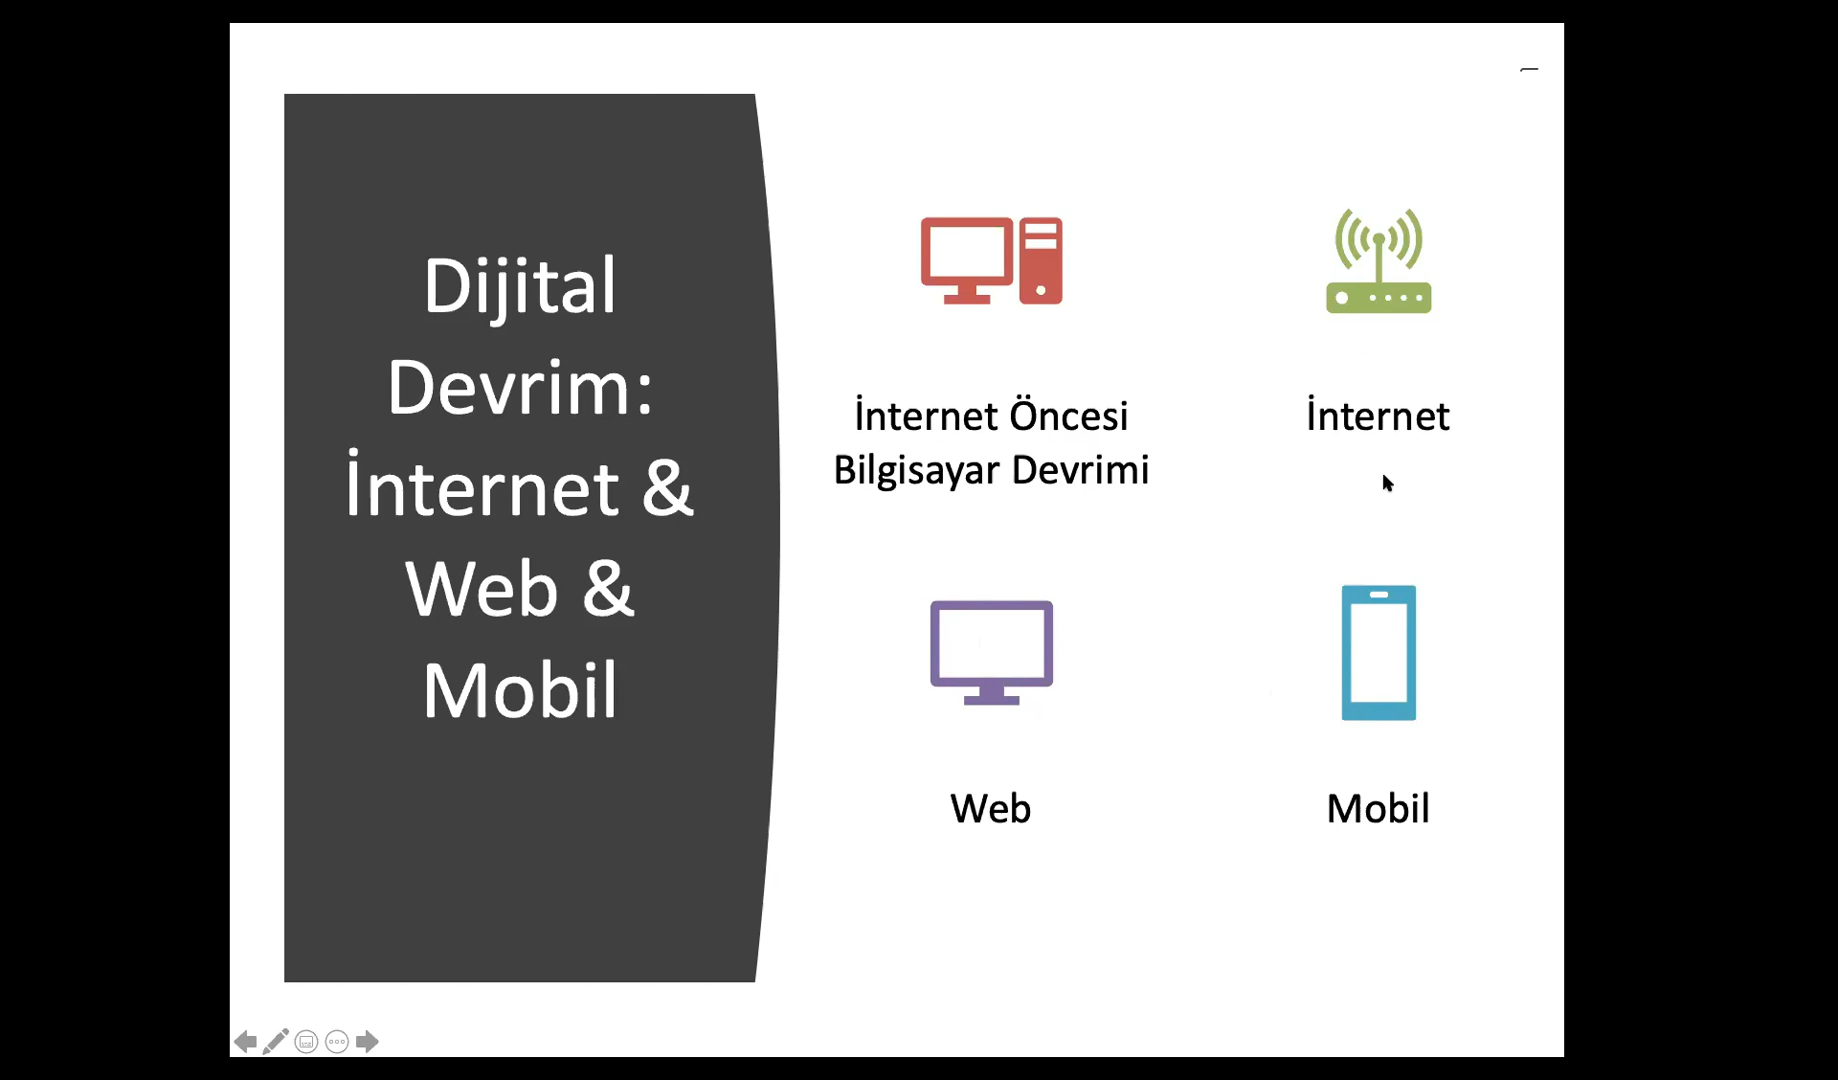 Dijital
Devrim:
İnternet &
Web &
Mobil
İnternet Öncesi
Bilgisayar Devrimi
İnternet
Web
Mobil